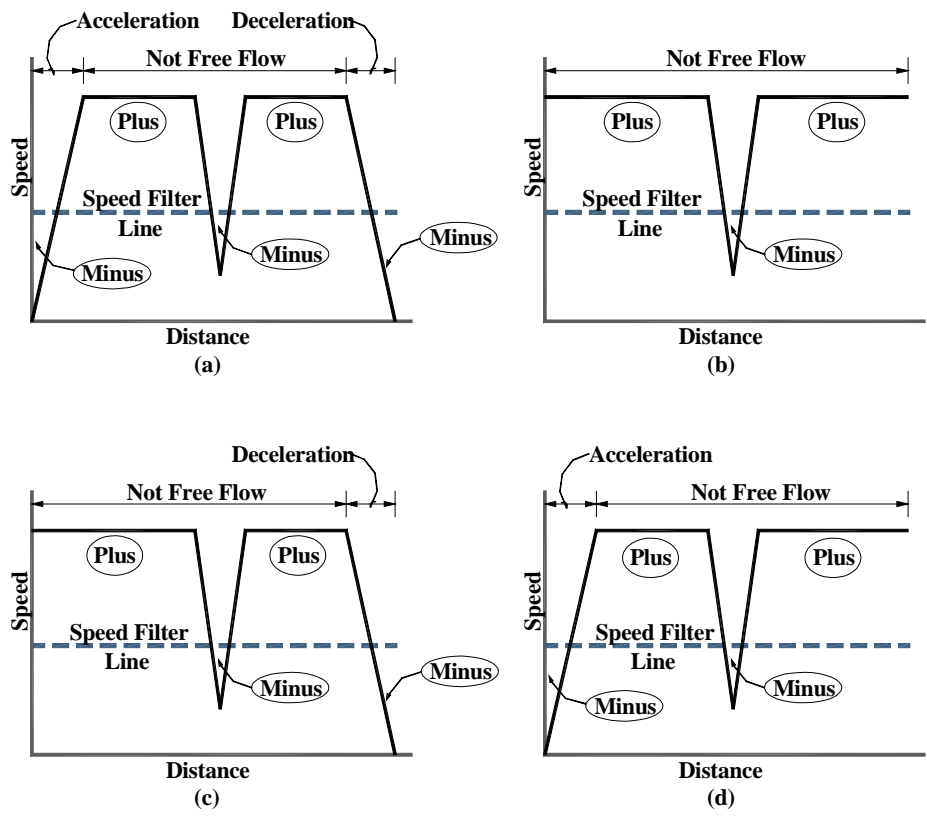 Acceleration Deceleration
Not Free Flow
Plus Plus
Speed
Speed Filter
Line
Minus Minus Minus
Distance
(a)
Not Free Flow
Plus Plus
Speed
Speed Filter
Line
Minus
Distance
(b)
Deceleration
Not Free Flow
Plus Plus
Speed
Speed Filter
Line
Minus Minus
Distance
(c)
Acceleration
Not Free Flow
Plus Plus
Speed
Speed Filter
Line
Minus Minus
Distance
(d)